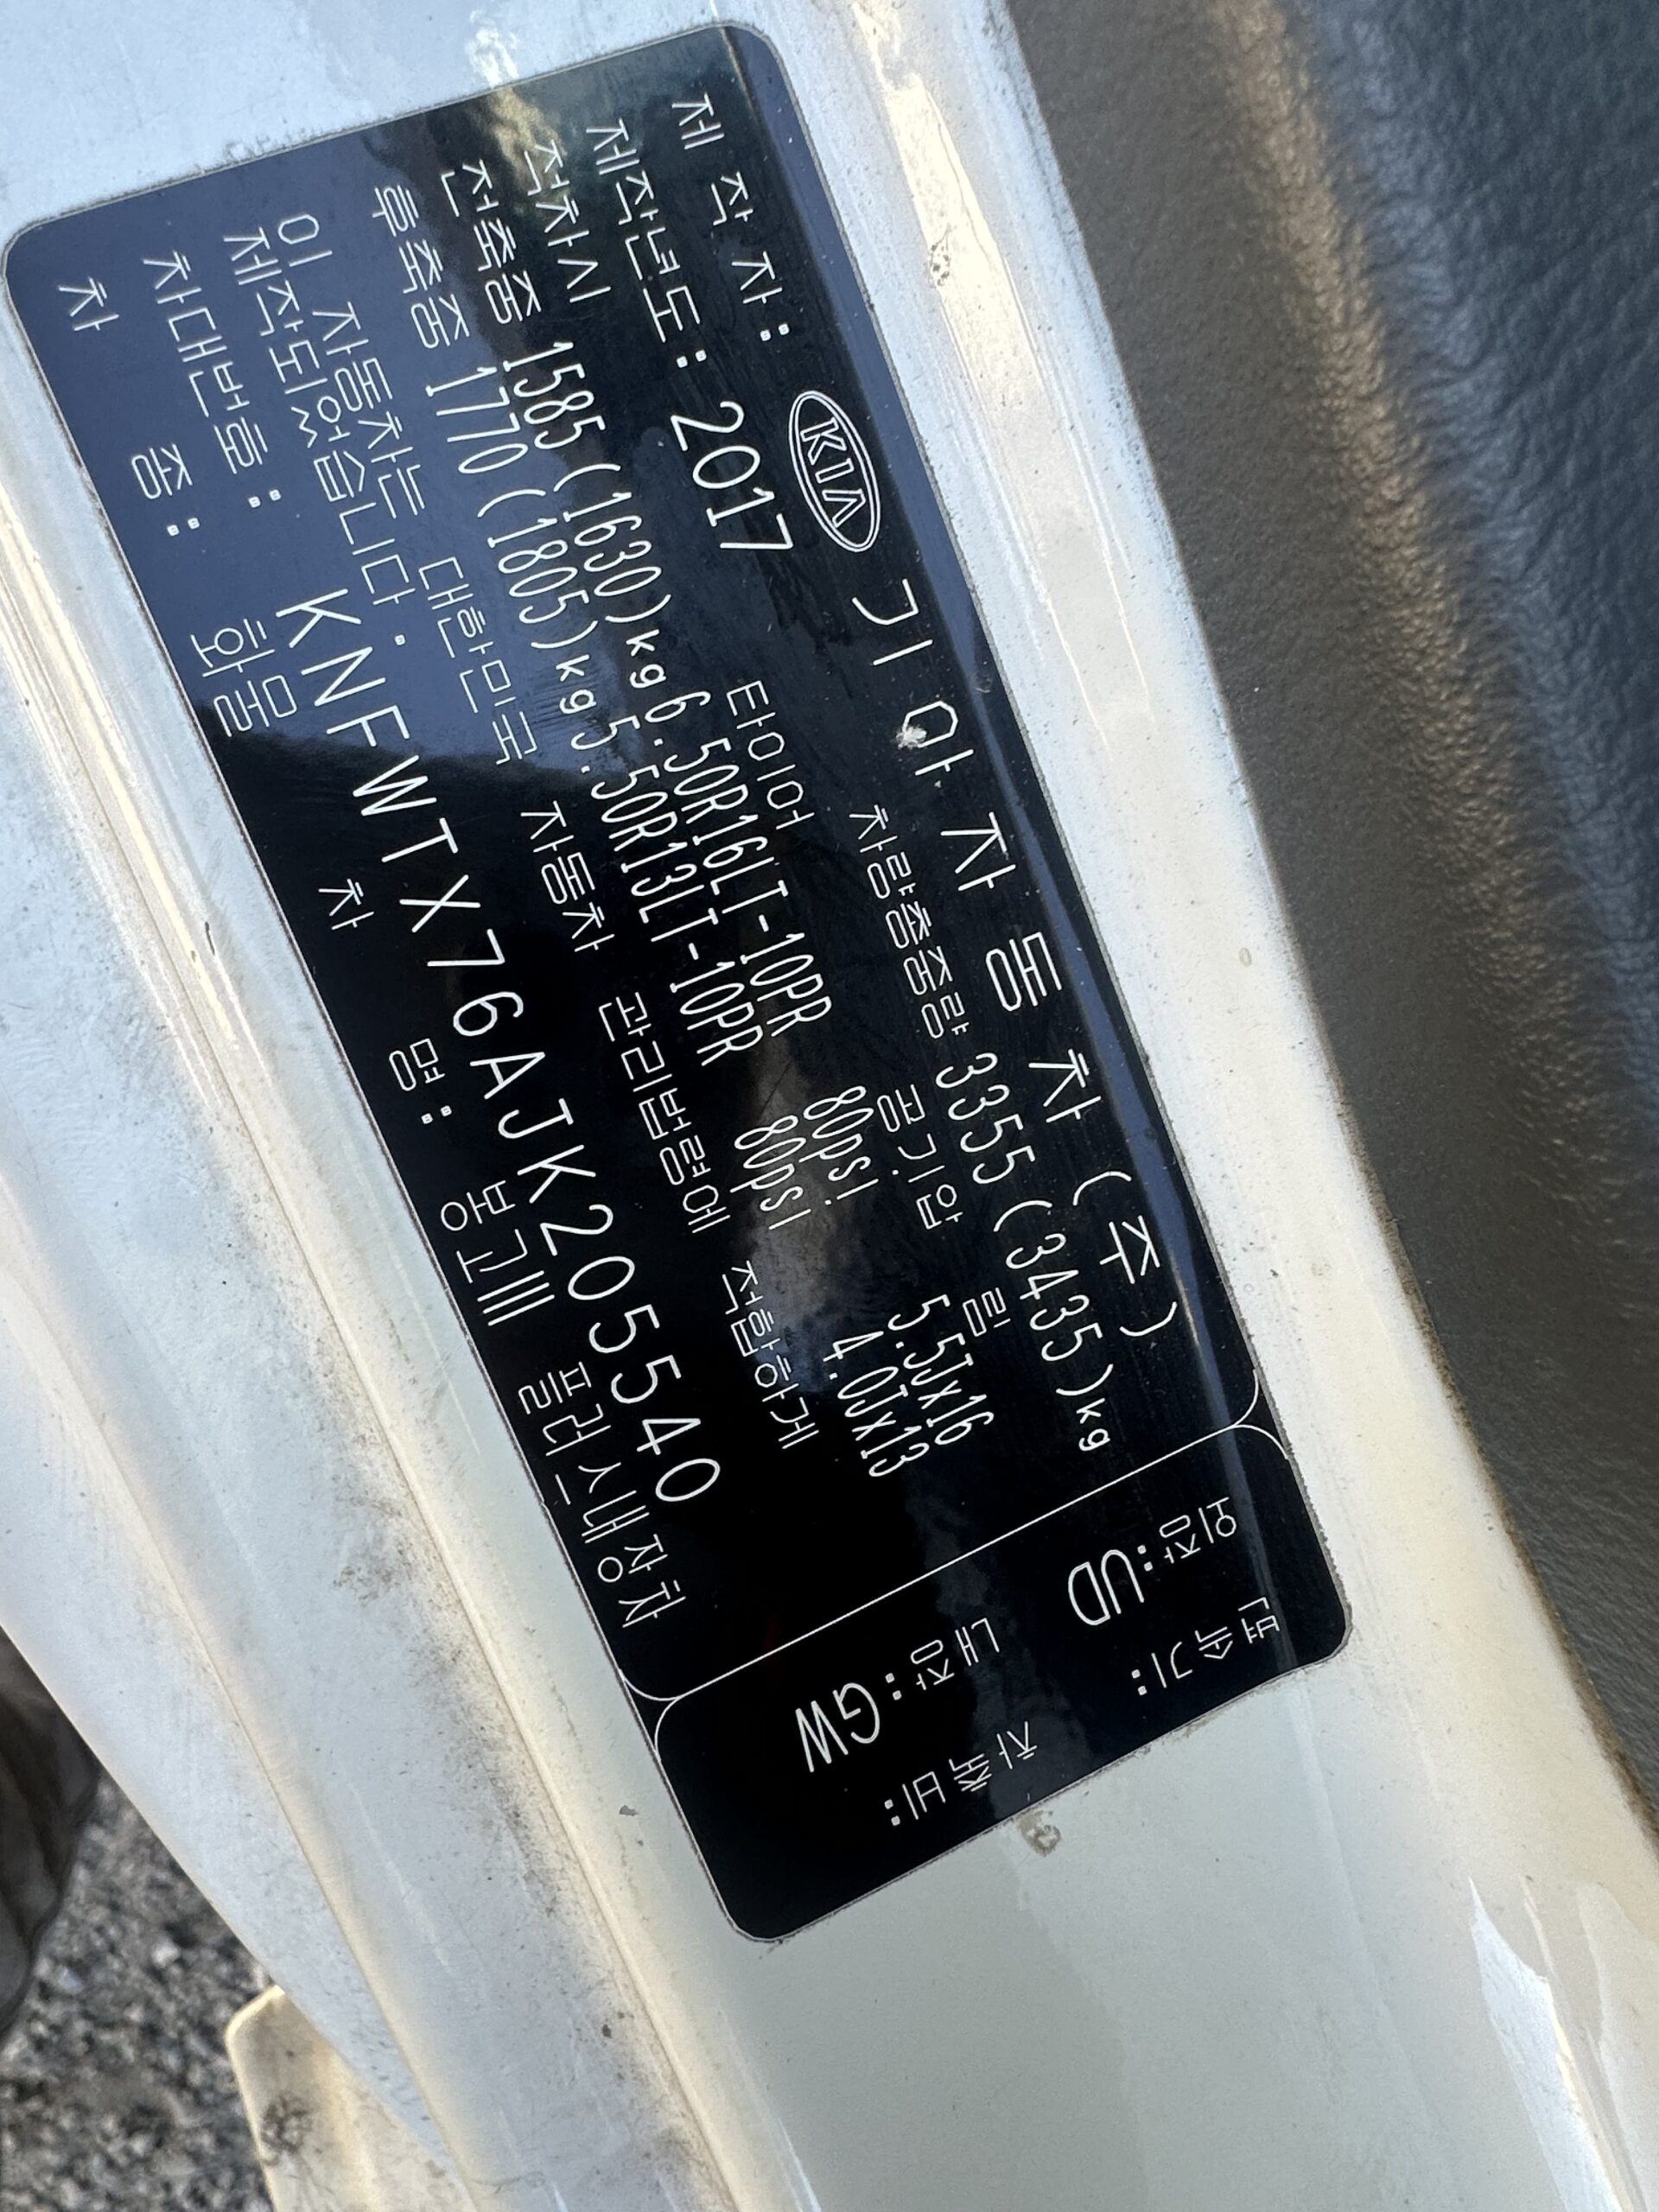 제 작 자 : KIA 기 아 자 동 차 (주)
제작년도: 2017 차량총중량 3355 (3435)kg
적차시 타이어 공기압 림
전축중 1585(1630)kg 6.50R16LT-10PR 80psi 5.5Jx16
후축중 1770(1805)kg 5.50R13LT-10PR 80psi 4.0Jx13
이 자동차는 대한민국 자동차 관리법령에 적합하게
제작되었습니다.
차대번호: KNFWTX76AJK205540
차 종: 화물 차 명: 봉고Ⅲ 플러스내장차
외장:UD
변속기:
내장:GW
차축비: